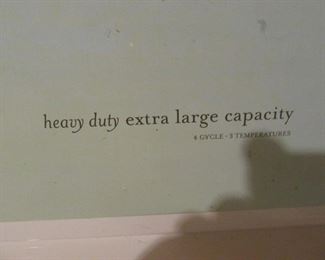 heavy duty extra large capacity
6 CYCLE - 3 TEMPERATURES